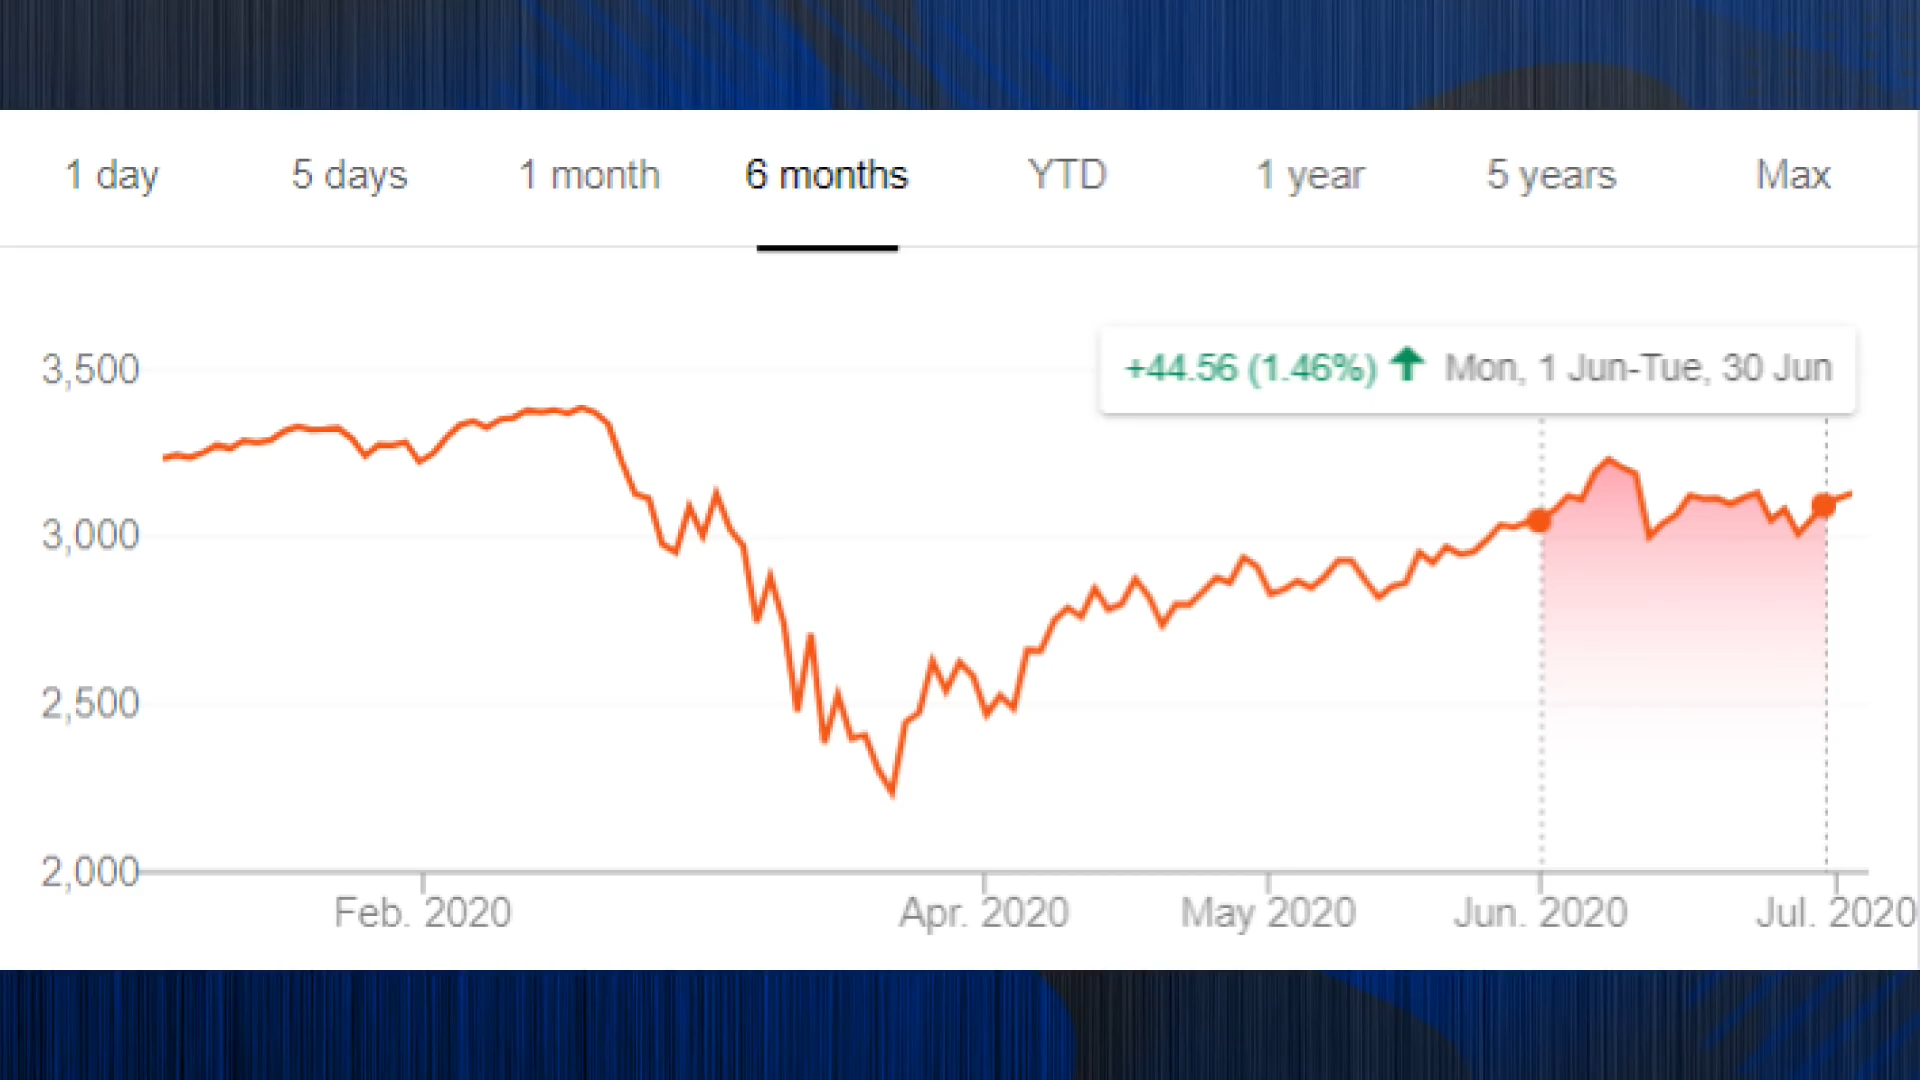 1 day 5 days 1 month 6 months YTD 1 year 5 years Max
+44.56 (1.46%) ↑ Mon, 1 Jun-Tue, 30 Jun
3,500
3,000
2,500
2,000
Feb. 2020 Apr. 2020 May 2020 Jun. 2020 Jul. 2020